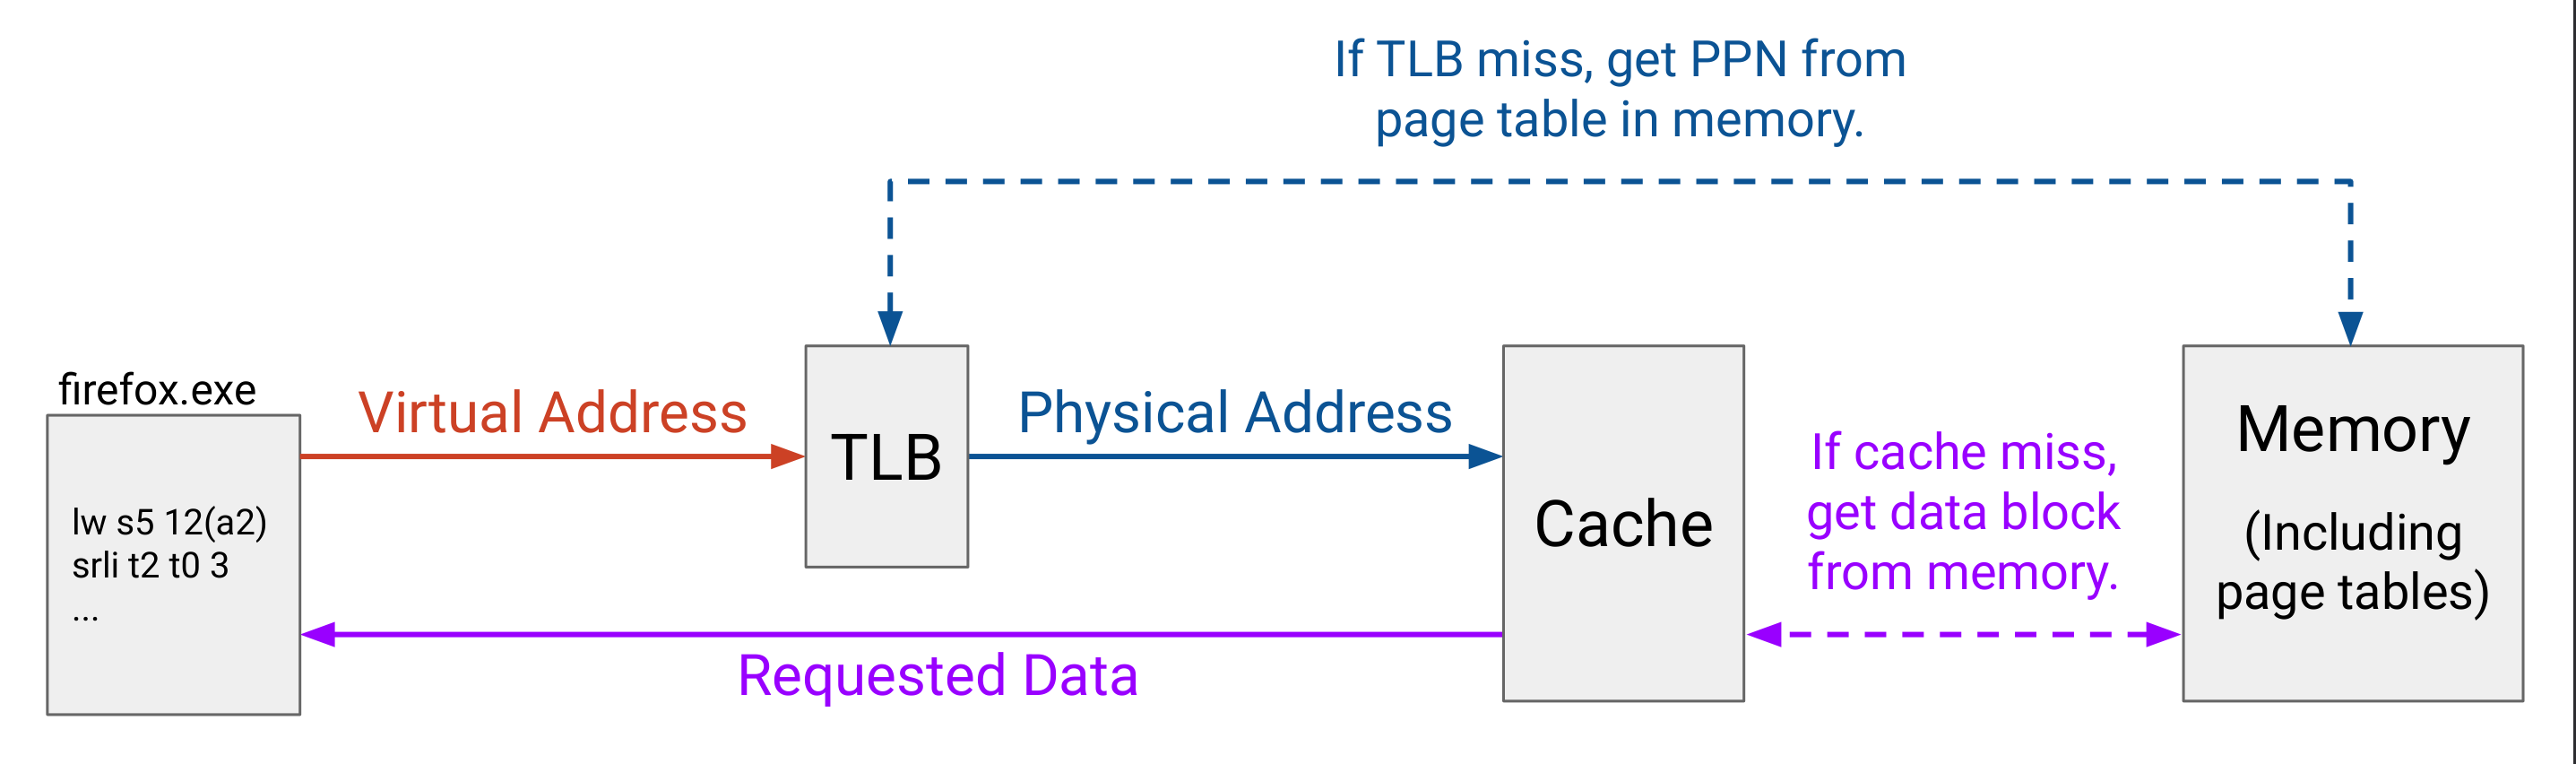 If TLB miss, get PPN from
page table in memory.
firefox.exe
lw s5 12(a2)
srli t2 t0 3
...
Virtual Address
TLB
Physical Address
Cache
If cache miss,
get data block
from memory.
Memory
(Including
page tables)
Requested Data